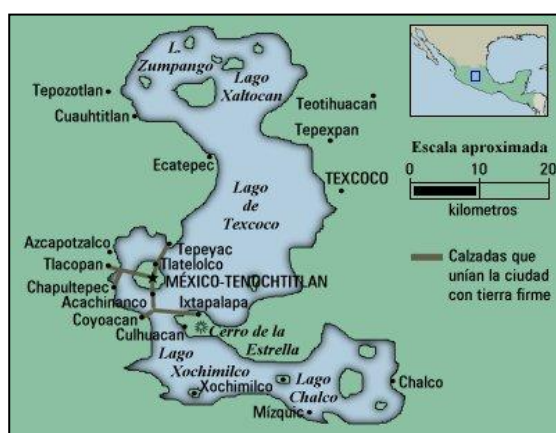 L.
Zumpango
Lago
Xaltocan
Tepozotlan
Cuauhtitlan
Teotihuacan
Tepexpan
Ecatepec
TEXCOCO
Lago
de
Texcoco
Escala aproximada
0 10 20
kilometros
Calzadas que
unían la ciudad
con tierra firme
Azcapotzalco
Tepeyac
Tlacopan
Tlatelolco
MÉXICO-TENOCHTITLAN
Chapultepec
Acachinanco
Ixtapalapa
Coyoacan
Culhuacan
Cerro de la
Estrella
Lago
Xochimilco
Xochimilco
Lago
Chalco
Chalco
Mízquic